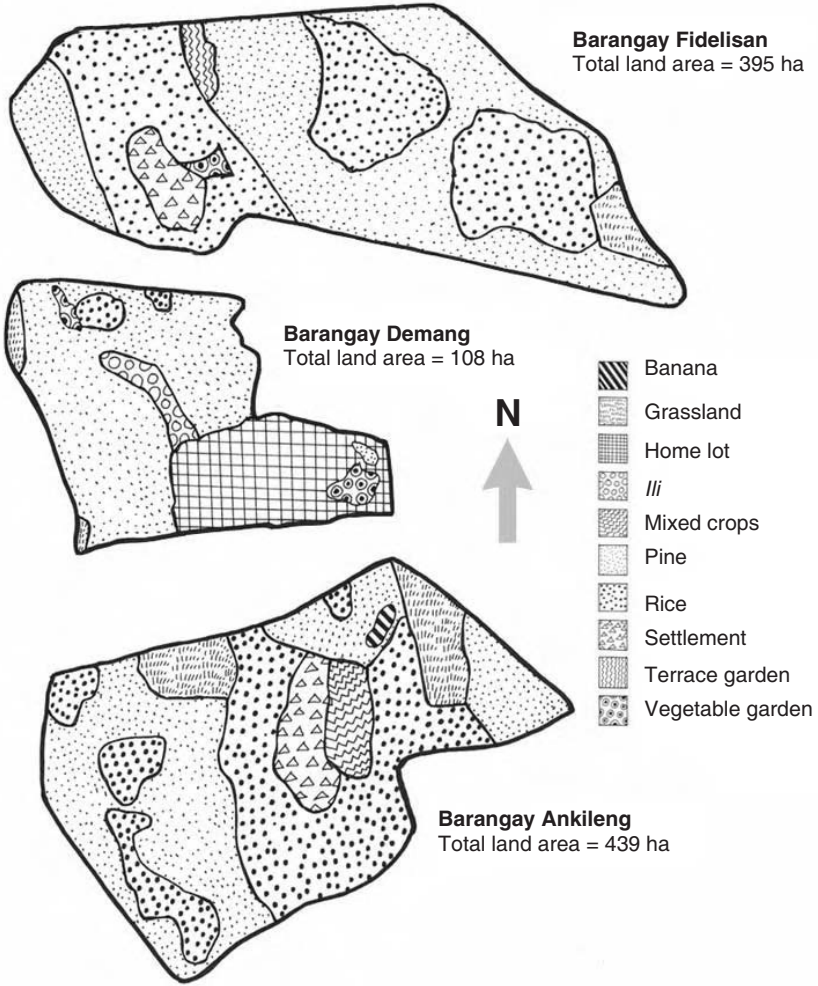 Barangay Fidelisan
Total land area = 395 ha
Barangay Demang
Total land area = 108 ha
N
Banana
Grassland
Home lot
Ili
Mixed crops
Pine
Rice
Settlement
Terrace garden
Vegetable garden
Barangay Ankileng
Total land area = 439 ha